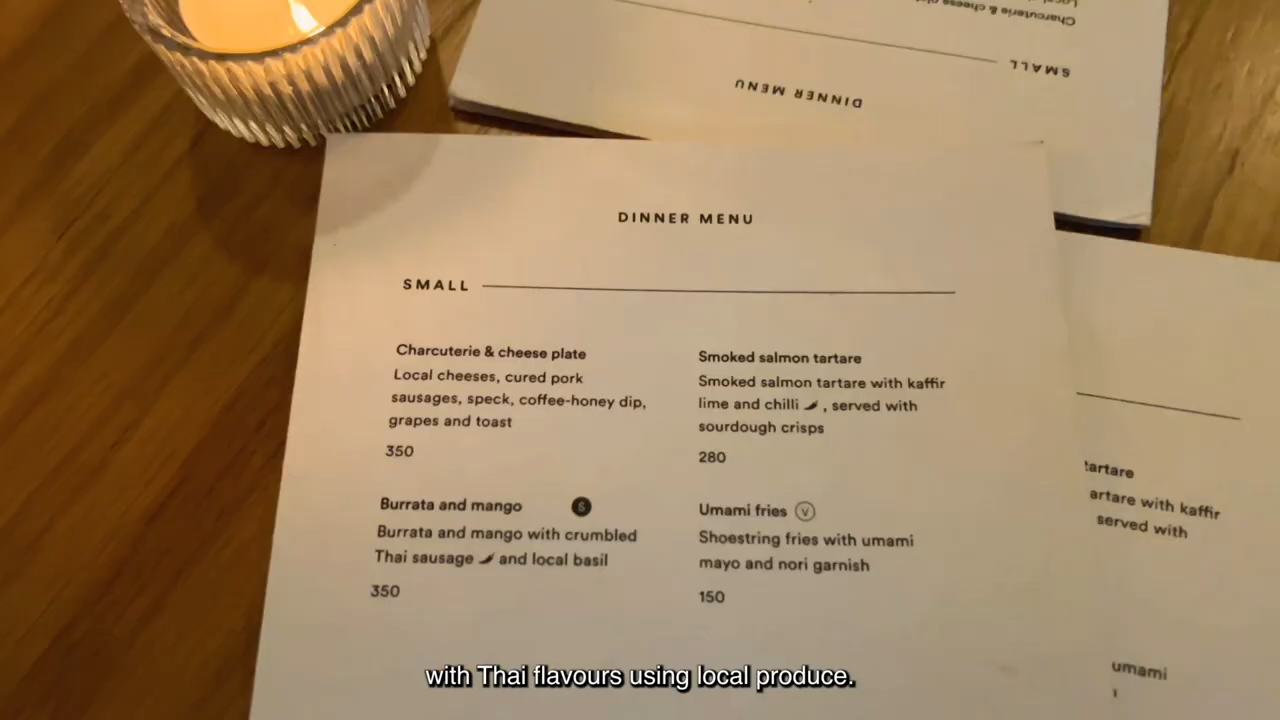 Charcuterie & cheese
SMALL
DINNER MENU
DINNER MENU
SMALL
Charcuterie & cheese plate
Local cheeses, cured pork
sausages, speck, coffee-honey dip,
grapes and toast
350
Smoked salmon tartare
Smoked salmon tartare with kaffir
lime and chilli , served with
sourdough crisps
280
Burrata and mango S
Burrata and mango with crumbled
Thai sausage and local basil
350
Umami fries V
Shoestring fries with umami
mayo and nori garnish
150
tartare
artare with kaffir
served with
umami
with Thai flavours using local produce.